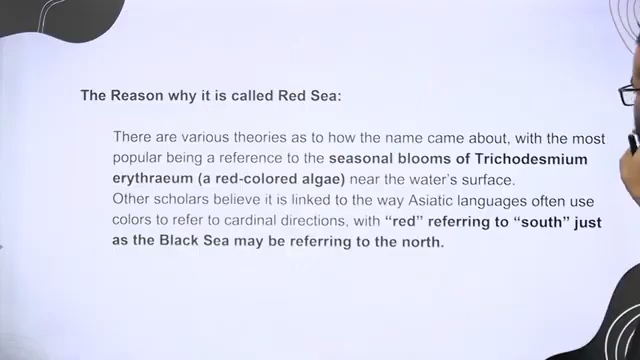 The Reason why it is called Red Sea:
There are various theories as to how the name came about, with the most
popular being a reference to the seasonal blooms of Trichodesmium
erythraeum (a red-colored algae) near the water's surface.
Other scholars believe it is linked to the way Asiatic languages often use
colors to refer to cardinal directions, with “red” referring to “south” just
as the Black Sea may be referring to the north.